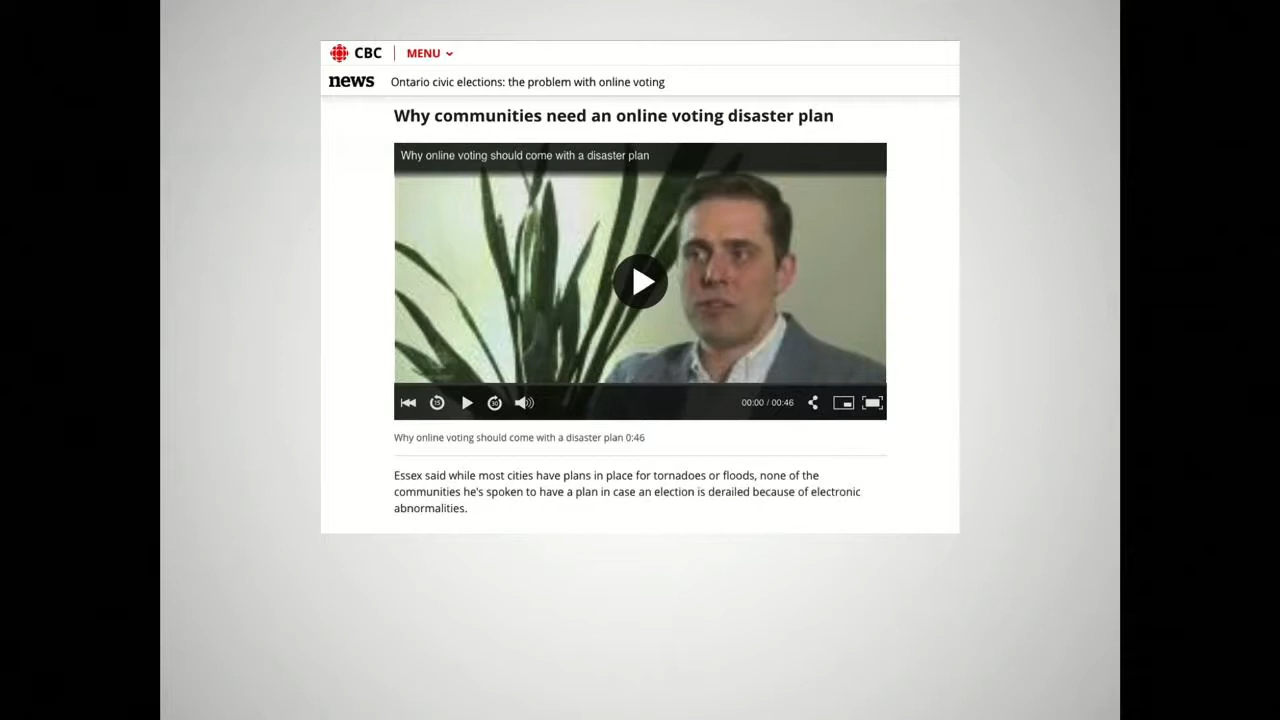 CBC MENU
news Ontario civic elections: the problem with online voting
Why communities need an online voting disaster plan
Why online voting should come with a disaster plan
15 30 00:00 / 00:46
Why online voting should come with a disaster plan 0:46
Essex said while most cities have plans in place for tornadoes or floods, none of the
communities he's spoken to have a plan in case an election is derailed because of electronic
abnormalities.